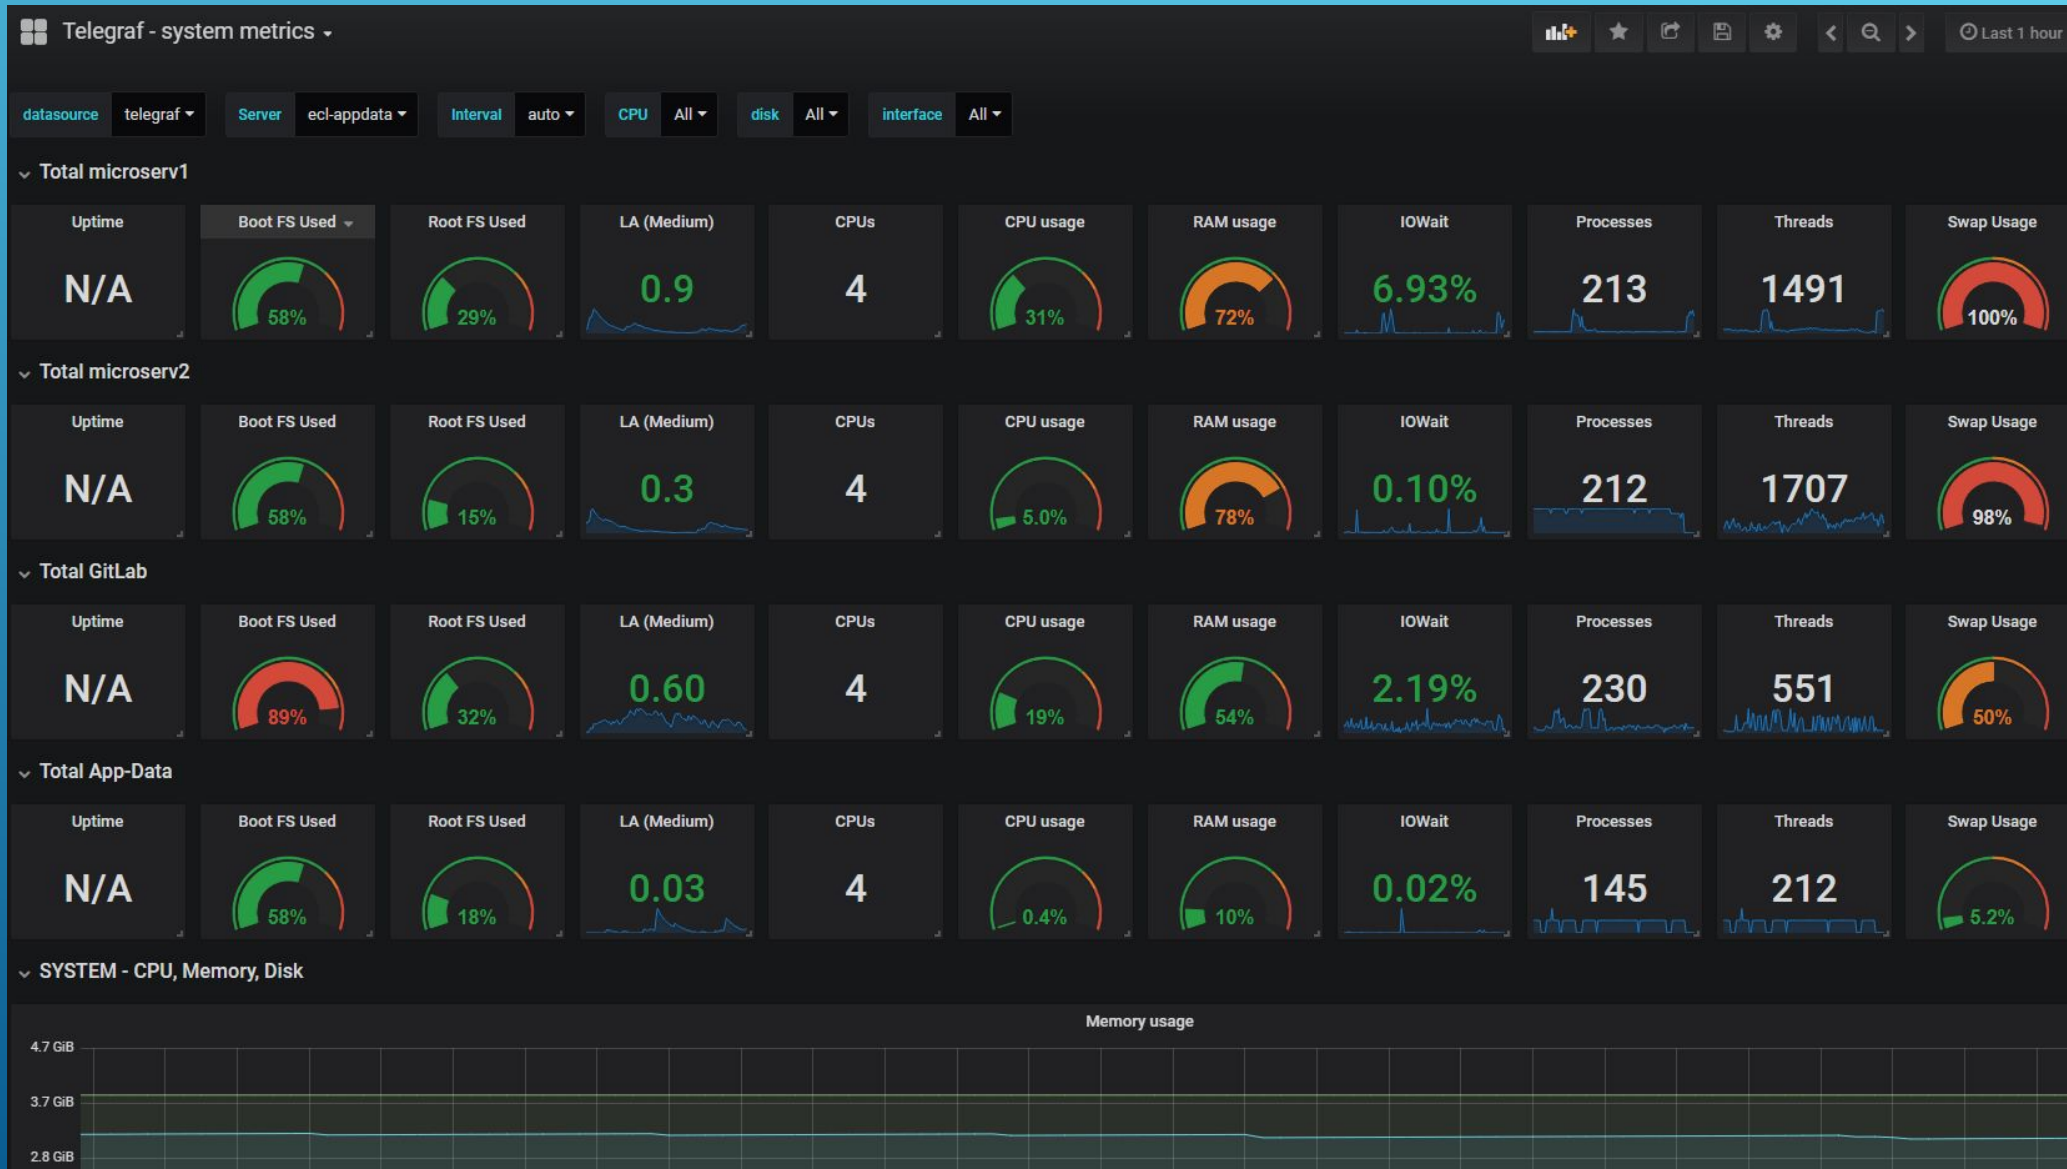 Telegraf - system metrics
Last 1 hour
datasource telegraf Server ecl-appdata Interval auto CPU All disk All interface All
Total microserv1
Uptime Boot FS Used Root FS Used LA (Medium) CPUs CPU usage RAM usage IOWait Processes Threads Swap Usage
N/A 58% 29% 0.9 4 31% 72% 6.93% 213 1491 100%
Total microserv2
Uptime Boot FS Used Root FS Used LA (Medium) CPUs CPU usage RAM usage IOWait Processes Threads Swap Usage
N/A 58% 15% 0.3 4 5.0% 78% 0.10% 212 1707 98%
Total GitLab
Uptime Boot FS Used Root FS Used LA (Medium) CPUs CPU usage RAM usage IOWait Processes Threads Swap Usage
N/A 89% 32% 0.60 4 19% 54% 2.19% 230 551 50%
Total App-Data
Uptime Boot FS Used Root FS Used LA (Medium) CPUs CPU usage RAM usage IOWait Processes Threads Swap Usage
N/A 58% 18% 0.03 4 0.4% 10% 0.02% 145 212 5.2%
SYSTEM - CPU, Memory, Disk
Memory usage
4.7 GiB
3.7 GiB
2.8 GiB